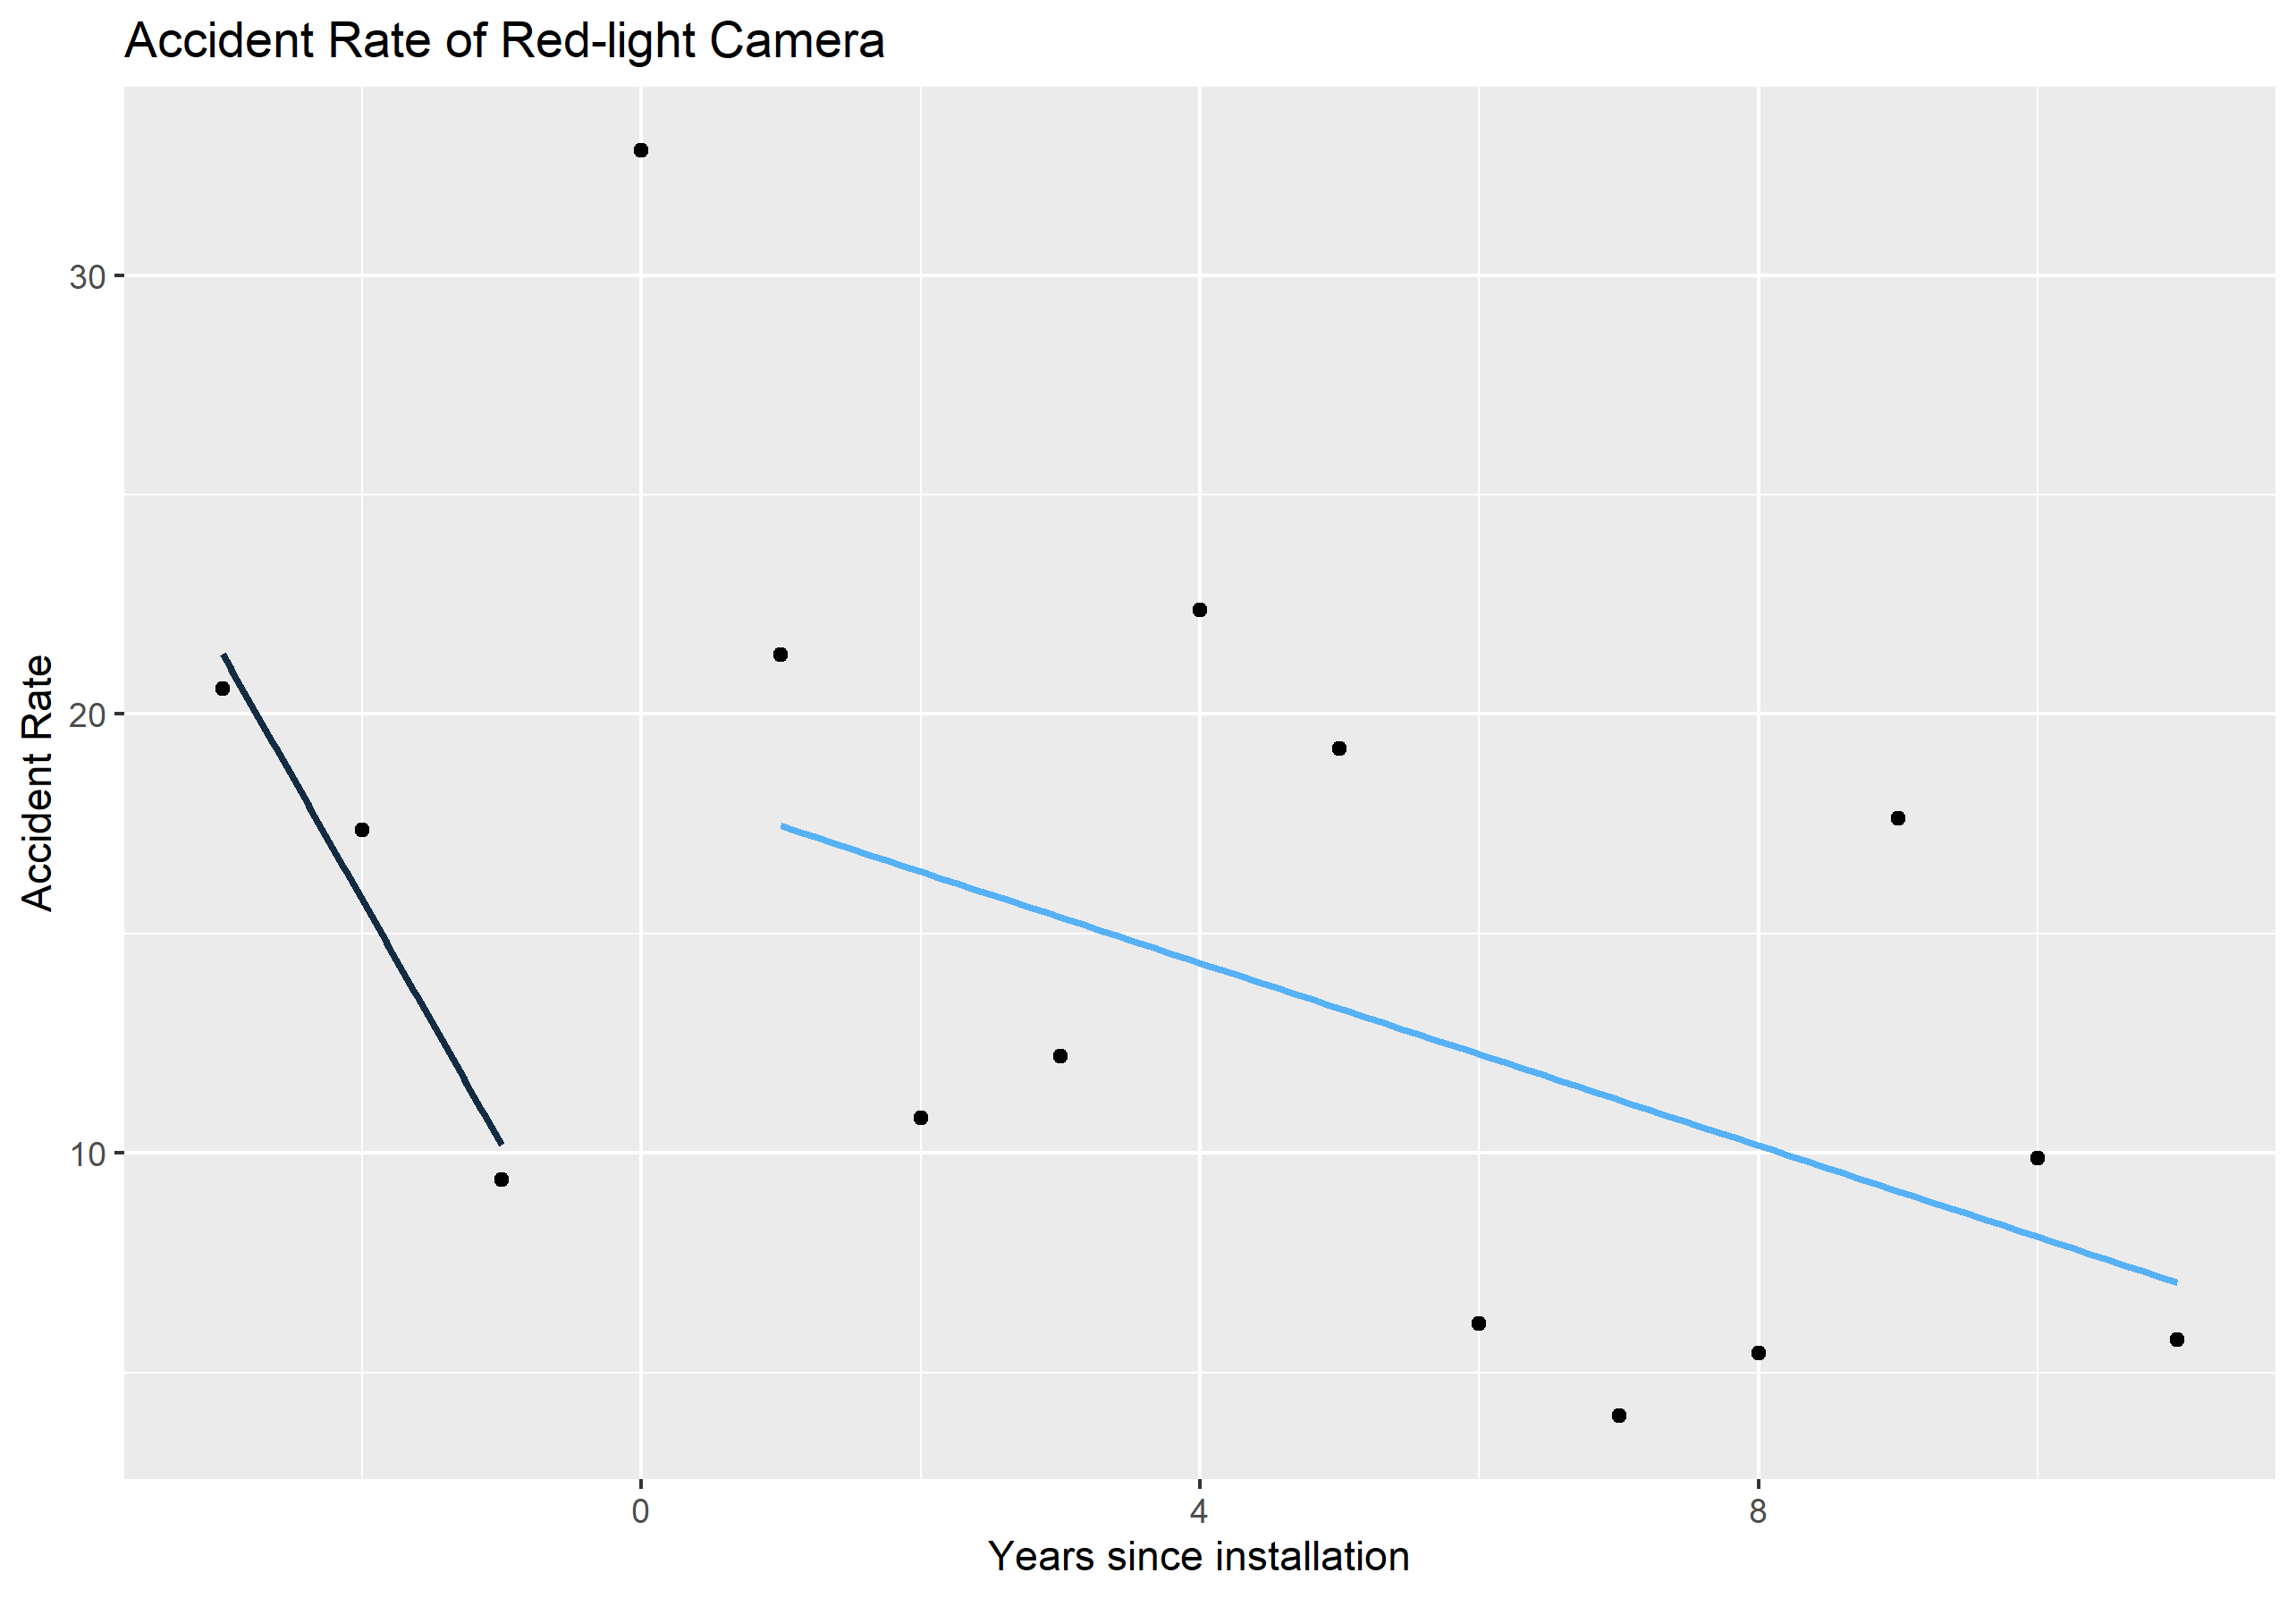 Accident Rate of Red-light Camera
30
20
10
Accident Rate
0 4 8
Years since installation